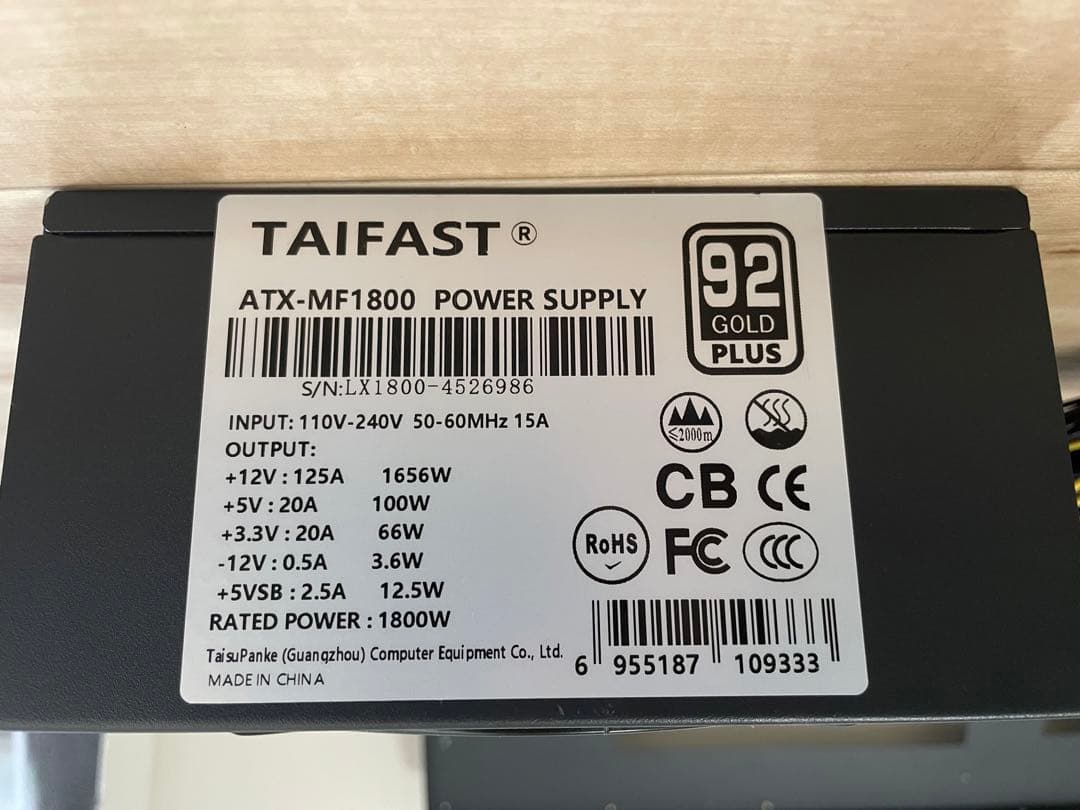 TAIFAST ®
ATX-MF1800 POWER SUPPLY
S/N:LX1800-4526986
INPUT: 110V-240V 50-60MHz 15A
OUTPUT:
+12V : 125A 1656W
+5V : 20A 100W
+3.3V : 20A 66W
-12V : 0.5A 3.6W
+5VSB : 2.5A 12.5W
RATED POWER : 1800W
TaisuPanke (Guangzhou) Computer Equipment Co., Ltd.
MADE IN CHINA
92
GOLD
PLUS
≤2000m
CB CE
RoHS FC CCC
6 955187 109333